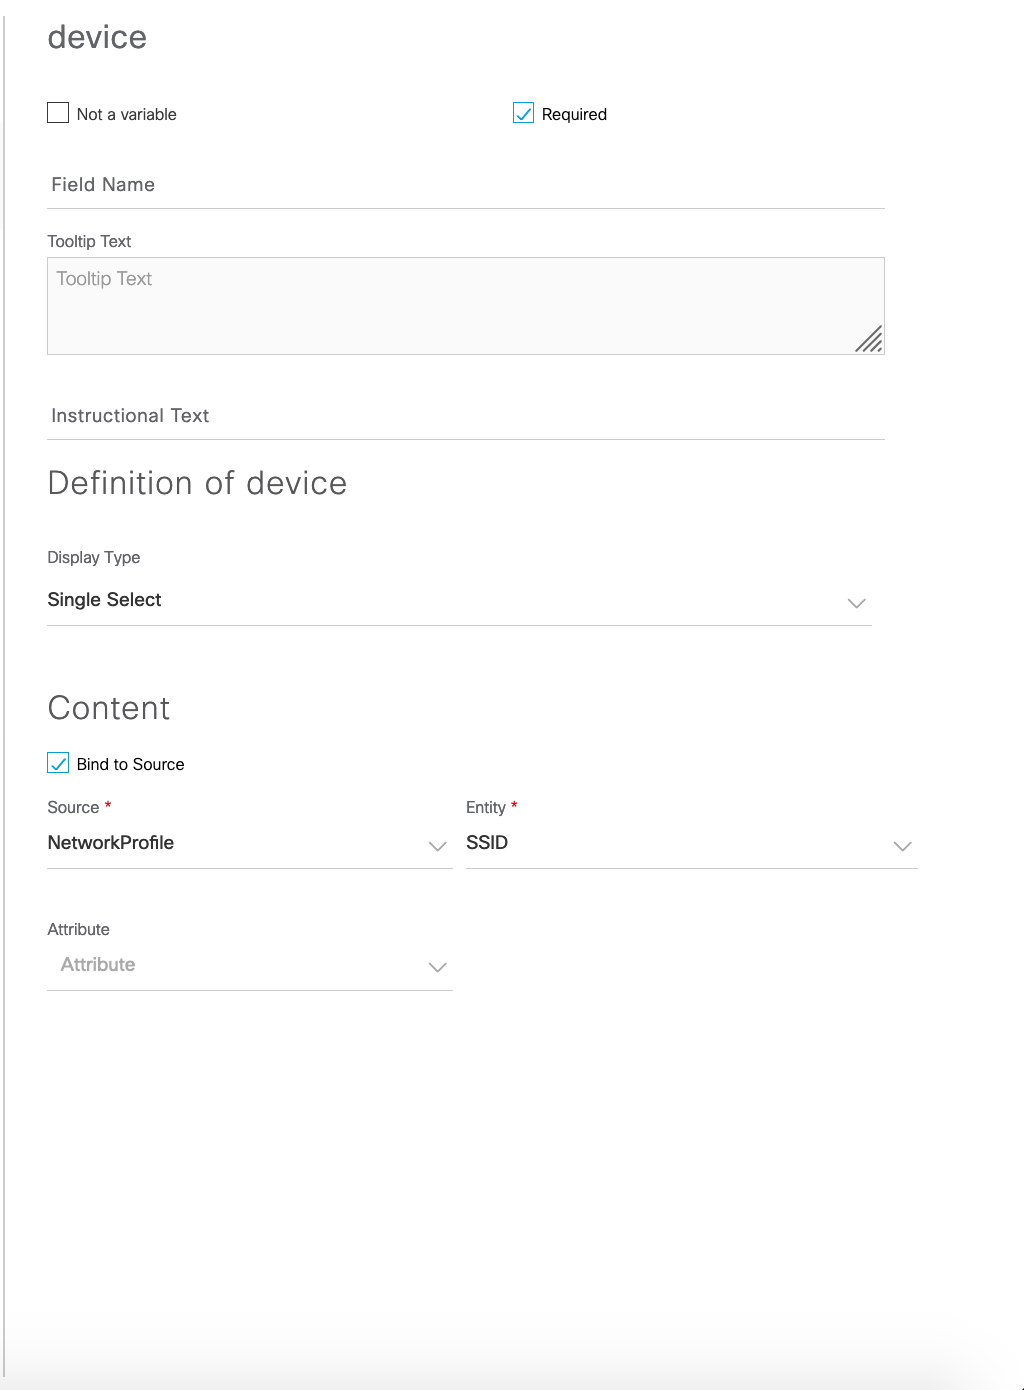 device
Not a variable
Required
Field Name
Tooltip Text
Tooltip Text
Instructional Text
Definition of device
Display Type
Single Select
Content
Bind to Source
Source * Entity *
NetworkProfile SSID
Attribute
Attribute